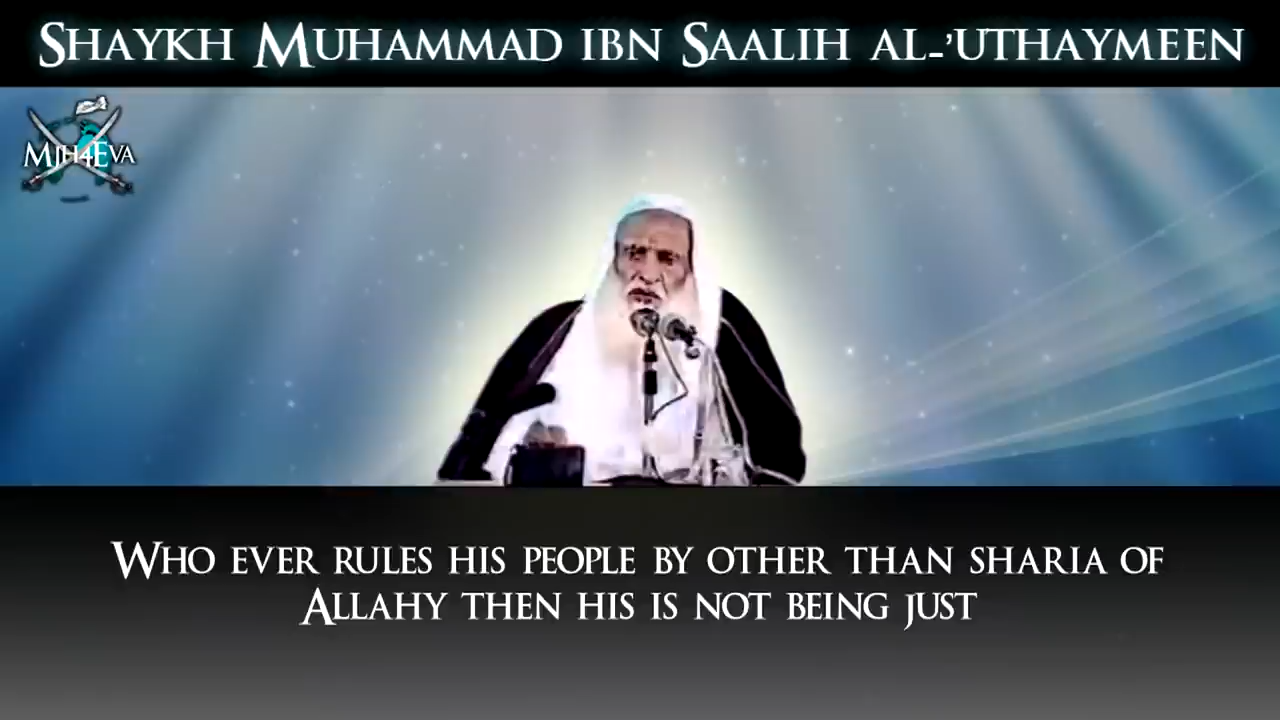 Shaykh Muhammad ibn Saalih al-'Uthaymeen
MJH4Eva
Who ever rules his people by other than sharia of
Allahy then his is not being just